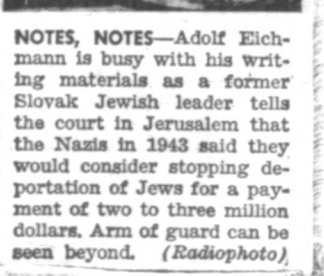 NOTES, NOTES—Adolf Eich-
mann is busy with his writ-
ing materials as a former
Slovak Jewish leader tells
the court in Jerusalem that
the Nazis in 1943 said they
would consider stopping de-
portation of Jews for a pay-
ment of two to three million
dollars. Arm of guard can be
seen beyond. (Radiophoto)